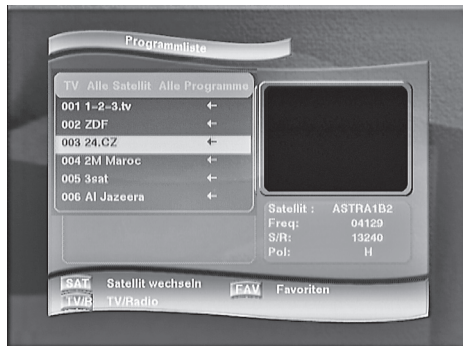 Programmliste
TV Alle Satellit Alle Programme
001 1-2-3.tv ←
002 ZDF ←
003 24.CZ ←
004 2M Maroc ←
005 3sat ←
006 Al Jazeera ←
Satellit : ASTRA1B2
Freq: 04129
S/R: 13240
Pol: H
SAT Satellit wechseln
FAV Favoriten
TV/R TV/Radio